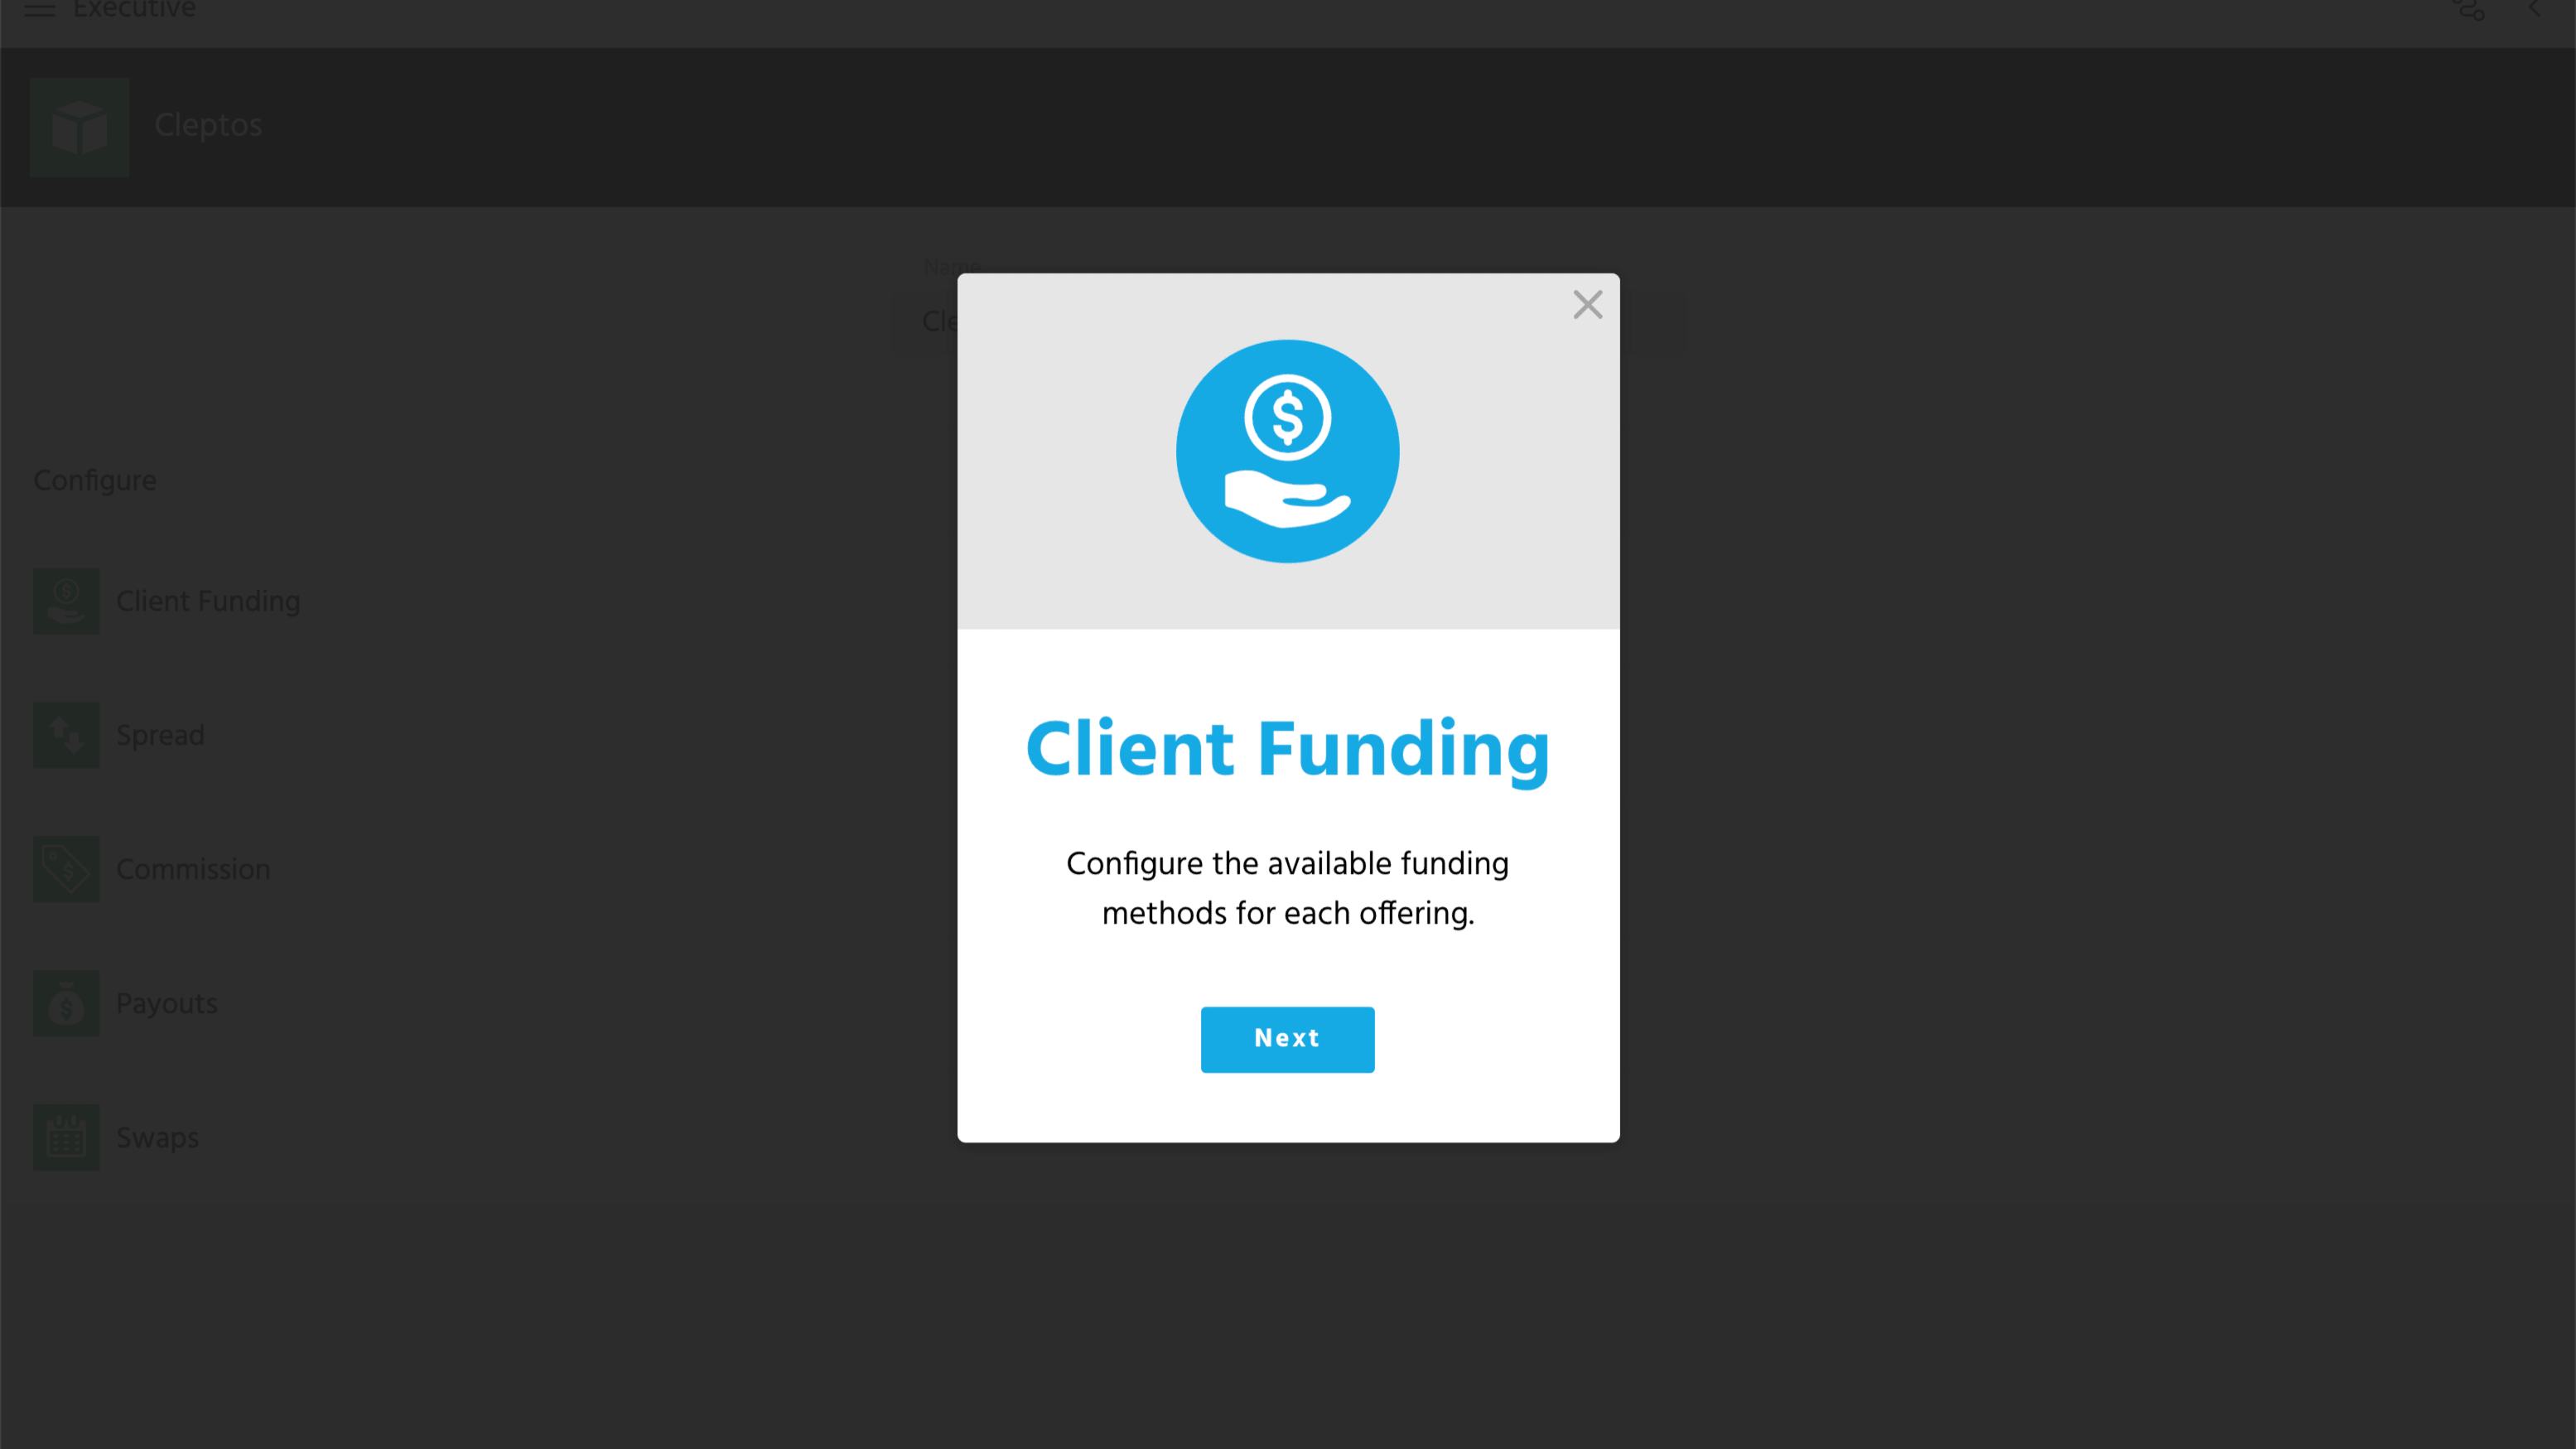 Executive
Cleptos
Name
Cle
Configure
Client Funding
Spread
Commission
Payouts
Swaps
Client Funding
Configure the available funding
methods for each offering.
Next